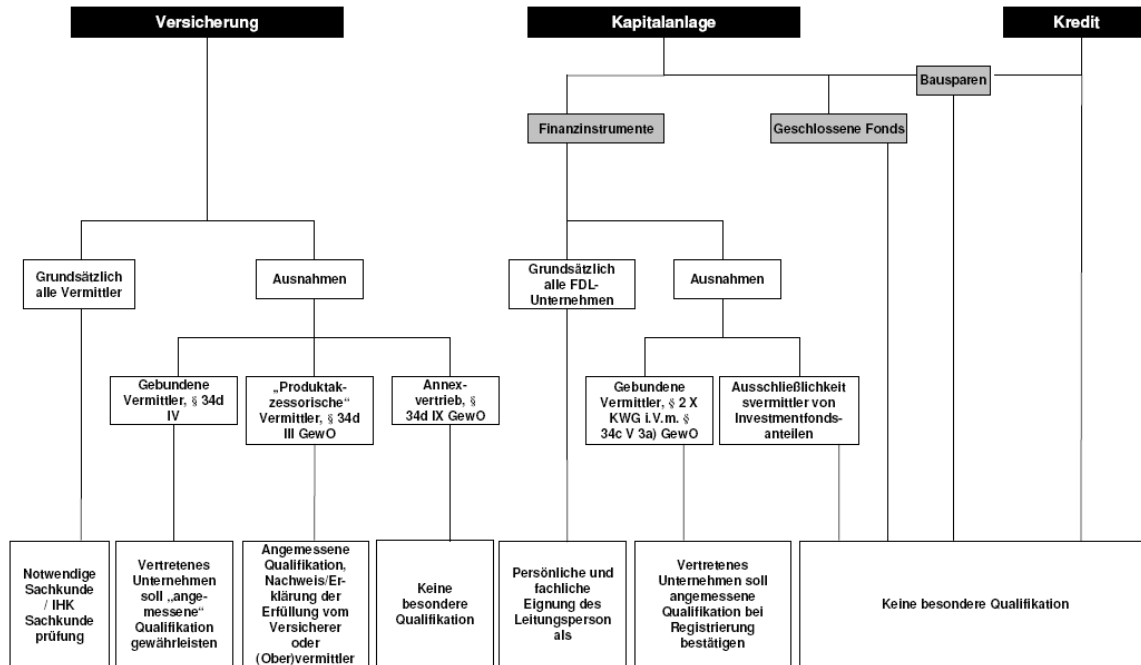 Versicherung
Kapitalanlage
Kredit
Bausparen
Finanzinstrumente
Geschlossene Fonds
Grundsätzlich
alle Vermittler
Ausnahmen
Grundsätzlich
alle FDL-
Unternehmen
Ausnahmen
Gebundene
Vermittler, § 34d
IV
„Produktak-
zessorische“
Vermittler, § 34d
III GewO
Annex-
vertrieb, §
34d IX GewO
Gebundene
Vermittler, § 2 X
KWG i.V.m. §
34c V 3a) GewO
Ausschließlichkeit
svermittler von
Investmentfonds-
anteilen
Notwendige
Sachkunde
/ IHK
Sachkunde
prüfung
Vertretenes
Unternehmen
soll „ange-
messene“
Qualifikation
gewährleisten
Angemessene
Qualifikation,
Nachweis/Er-
klärung der
Erfüllung vom
Versicherer
oder
(Ober)vermittler
Keine
besondere
Qualifikation
Persönliche und
fachliche
Eignung des
Leitungsperson
als
Vertretenes
Unternehmen soll
angemessene
Qualifikation bei
Registrierung
bestätigen
Keine besondere Qualifikation